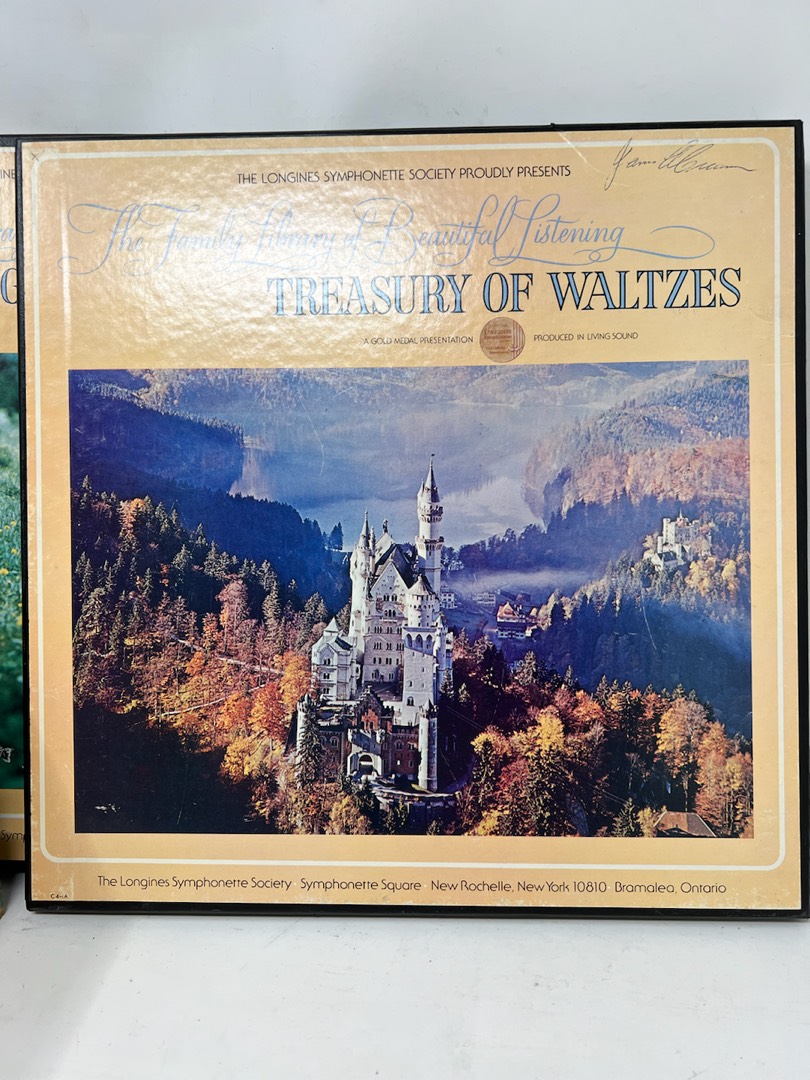 THE LONGINES SYMPHONETTE SOCIETY PROUDLY PRESENTS
The Family Library of Beautiful Listening
TREASURY OF WALTZES
A GOLD MEDAL PRESENTATION PRODUCED IN LIVING SOUND
The Longines Symphonette Society · Symphonette Square · New Rochelle, New York 10810 · Bramalea, Ontario